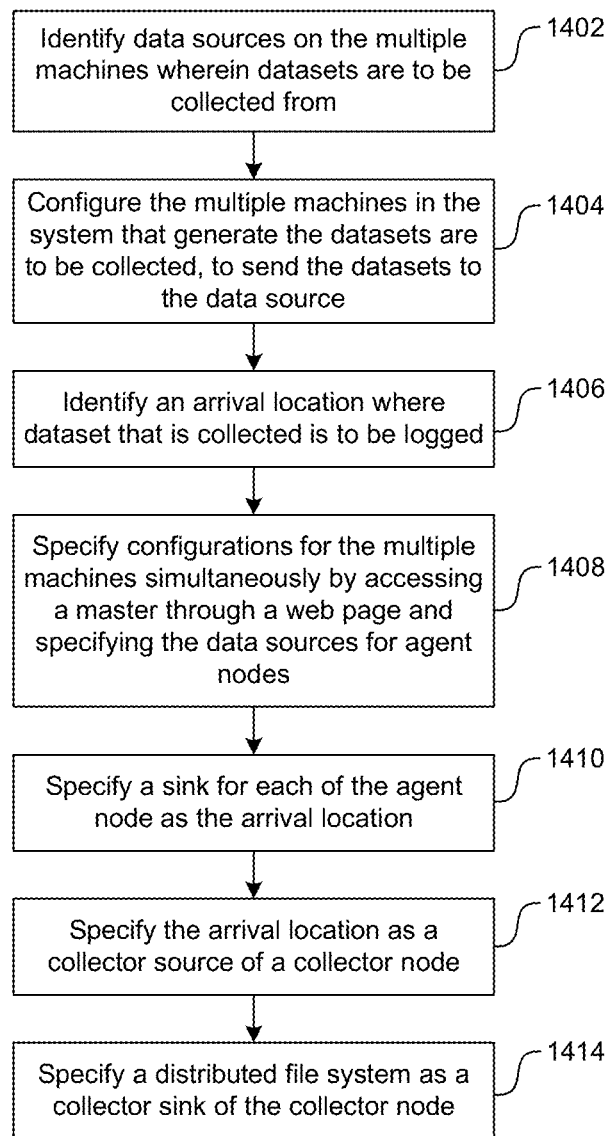 Identify data sources on the multiple
machines wherein datasets are to be
collected from
1402
Configure the multiple machines in the
system that generate the datasets are
to be collected, to send the datasets to
the data source
1404
Identify an arrival location where
dataset that is collected is to be logged
1406
Specify configurations for the multiple
machines simultaneously by accessing
a master through a web page and
specifying the data sources for agent
nodes
1408
Specify a sink for each of the agent
node as the arrival location
1410
Specify the arrival location as a
collector source of a collector node
1412
Specify a distributed file system as a
collector sink of the collector node
1414